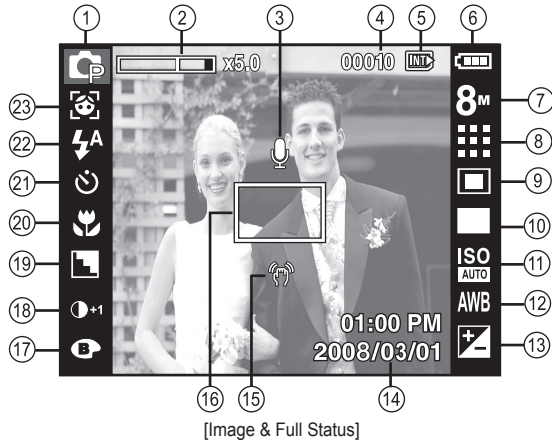 ① ② ③ ④ ⑤ ⑥
P x5.0 00010 INT
㉓ 8M ⑦
㉒ A ⑧
㉑ ⑨
⑳ ⑩
⑲ ISO AUTO ⑪
⑱ +1 AWB ⑫
⑰ B 01:00 PM ⑬
2008/03/01
⑯ ⑮ ⑭
[Image & Full Status]